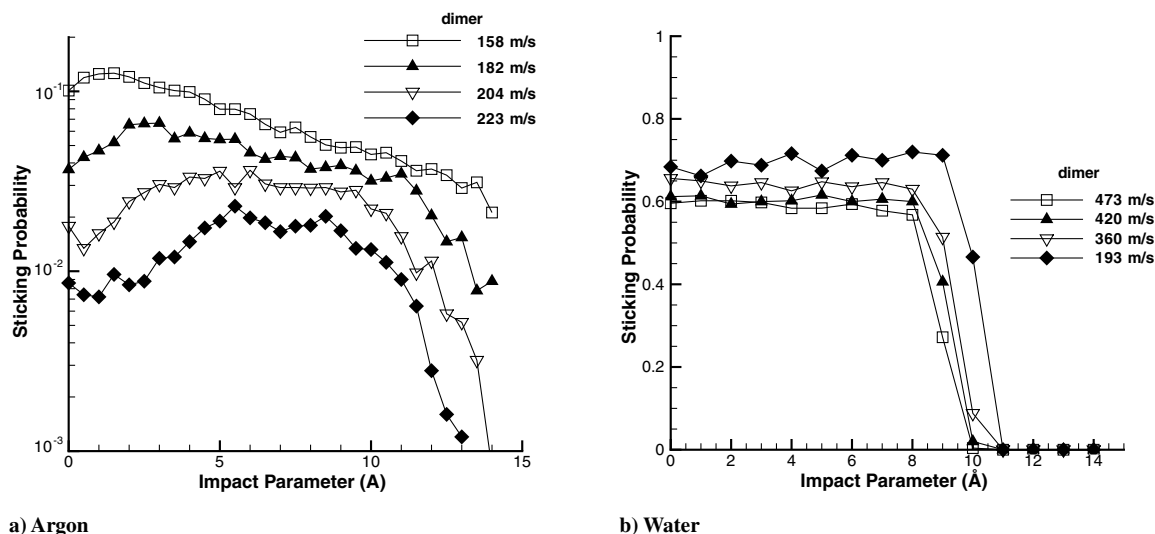 dimer
158 m/s
182 m/s
204 m/s
223 m/s
10^-1
10^-2
10^-3
Sticking Probability
0 5 10 15
Impact Parameter (A)
a) Argon
1
0.8
0.6
0.4
0.2
0
Sticking Probability
dimer
473 m/s
420 m/s
360 m/s
193 m/s
0 2 4 6 8 10 12 14
Impact Parameter (Å)
b) Water